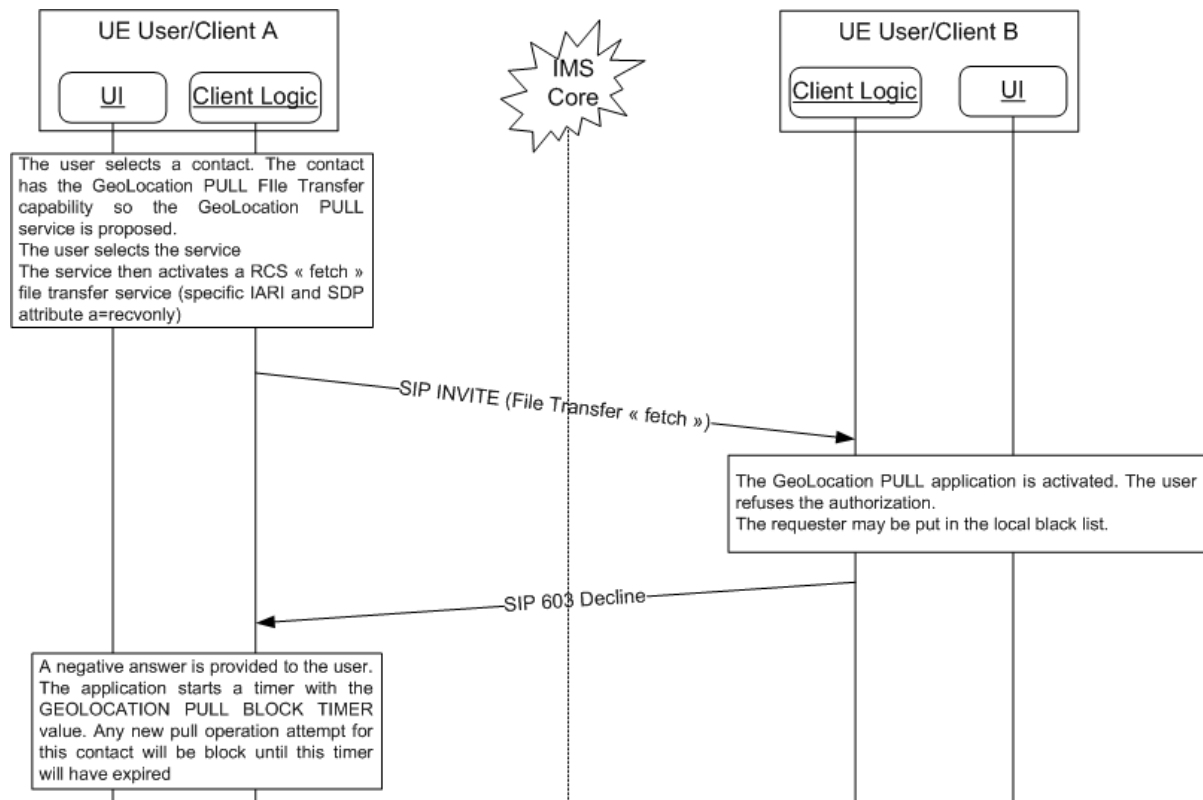 UE User/Client A
UI
Client Logic
IMS
Core
UE User/Client B
Client Logic
UI
The user selects a contact. The contact
has the GeoLocation PULL FIle Transfer
capability so the GeoLocation PULL
service is proposed.
The user selects the service
The service then activates a RCS « fetch »
file transfer service (specific IARI and SDP
attribute a=recvonly)
SIP INVITE (File Transfer « fetch »)
The GeoLocation PULL application is activated. The user
refuses the authorization.
The requester may be put in the local black list.
SIP 603 Decline
A negative answer is provided to the user.
The application starts a timer with the
GEOLOCATION PULL BLOCK TIMER
value. Any new pull operation attempt for
this contact will be block until this timer
will have expired